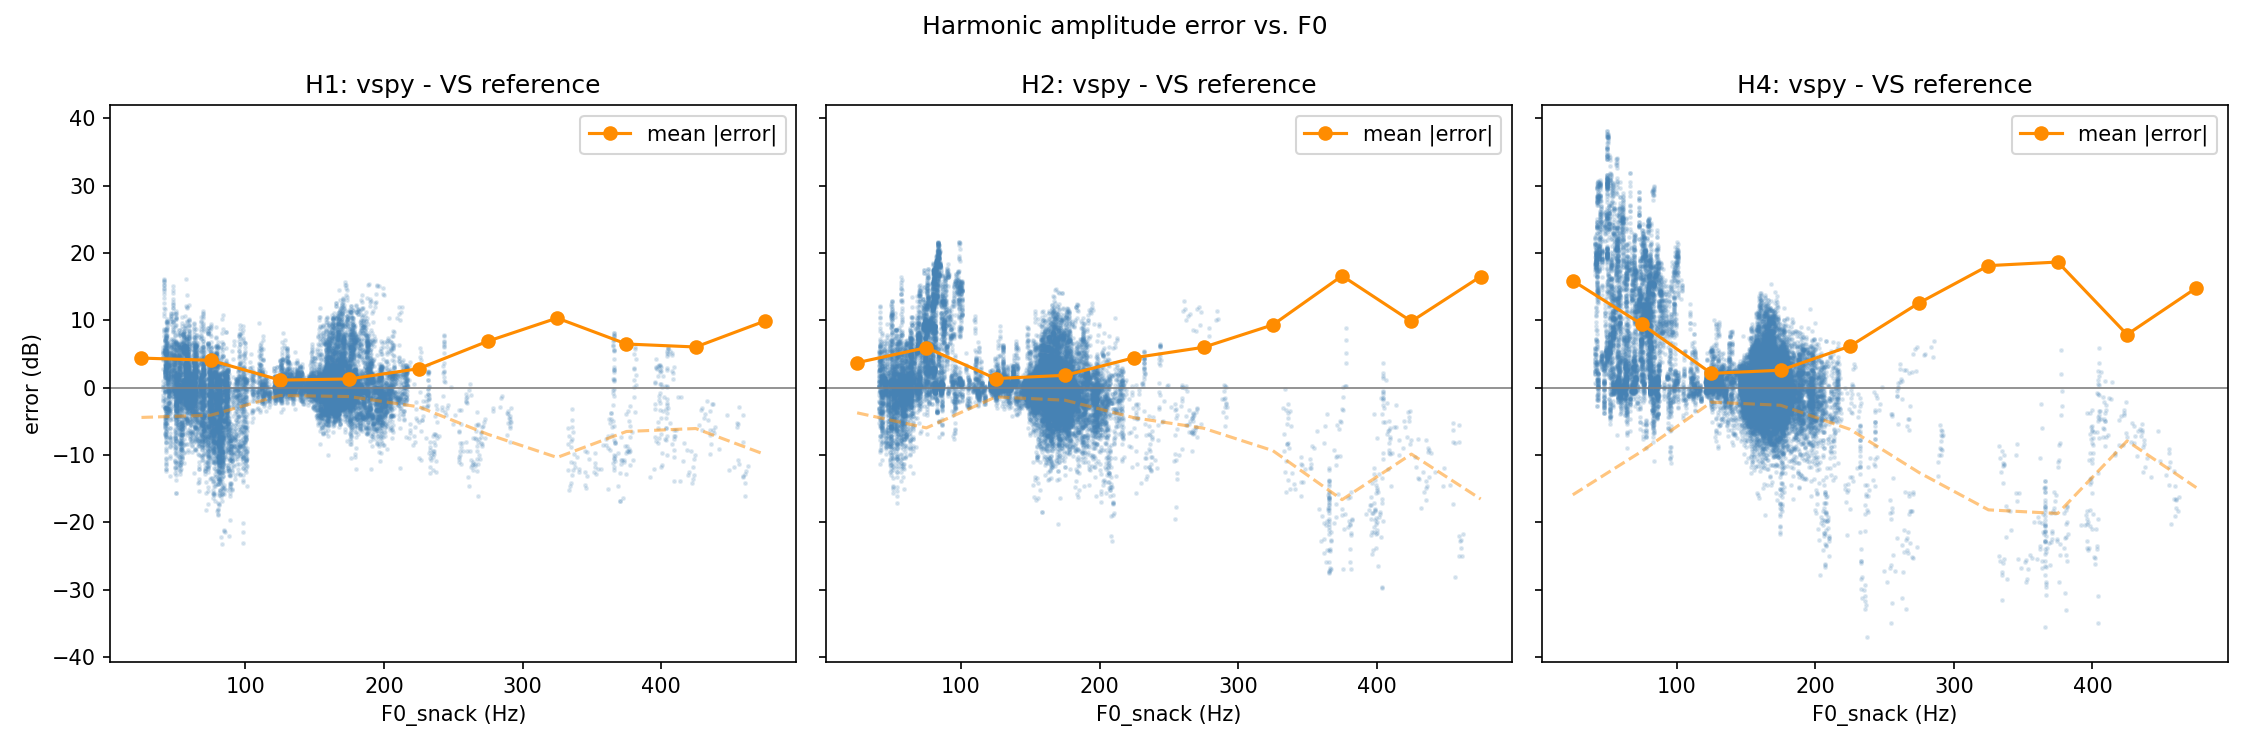 Harmonic amplitude error vs. F0
H1: vspy - VS reference
H2: vspy - VS reference
H4: vspy - VS reference
mean |error|
mean |error|
mean |error|
error (dB)
40
30
20
10
0
−10
−20
−30
−40
100 200 300 400
100 200 300 400
100 200 300 400
F0_snack (Hz)
F0_snack (Hz)
F0_snack (Hz)